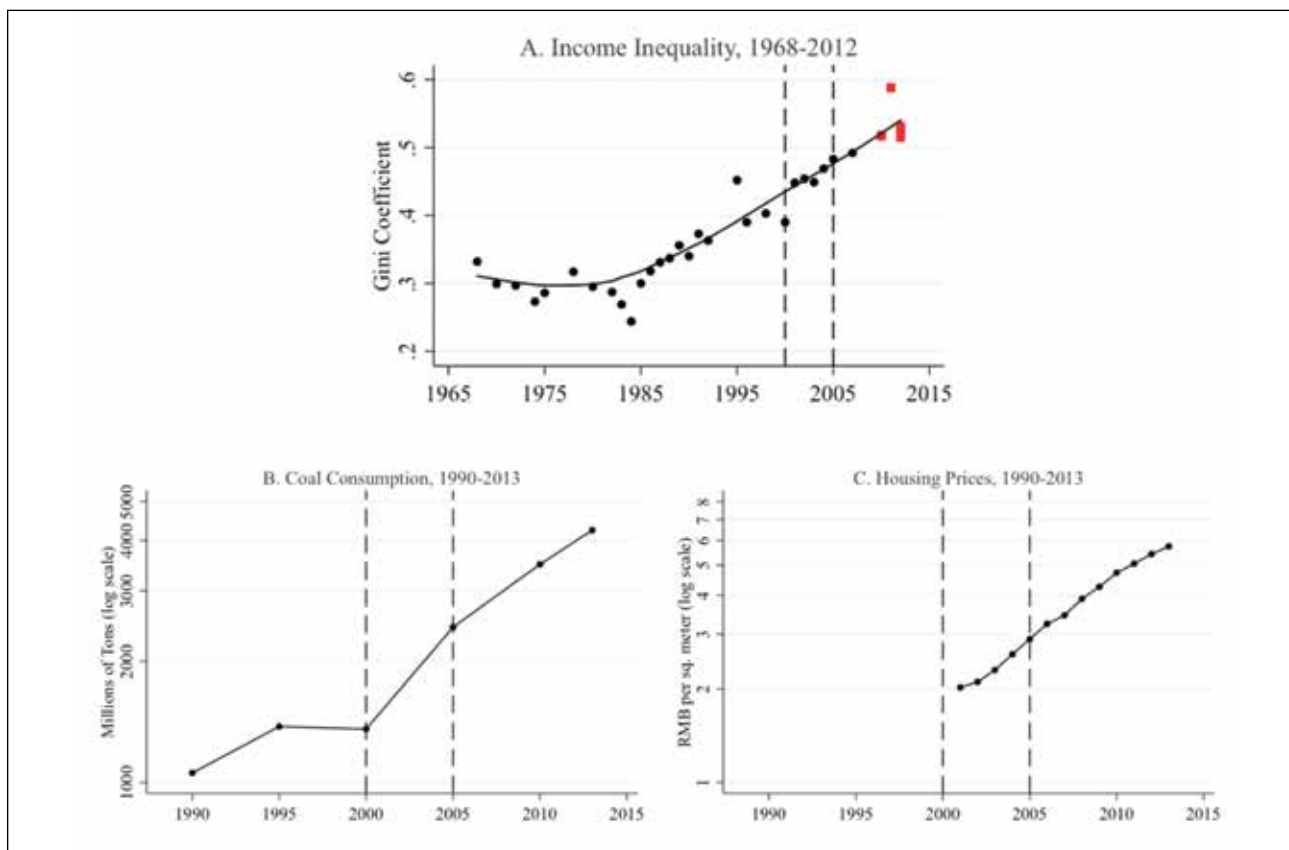 A. Income Inequality, 1968-2012
Gini Coefficient
.6
.5
.4
.3
.2
1965 1975 1985 1995 2005 2015
B. Coal Consumption, 1990-2013
Millions of Tons (log scale)
5000
4000
3000
2000
1000
1990 1995 2000 2005 2010 2015
C. Housing Prices, 1990-2013
RMB per sq. meter (log scale)
8
7
6
5
4
3
2
1
1990 1995 2000 2005 2010 2015